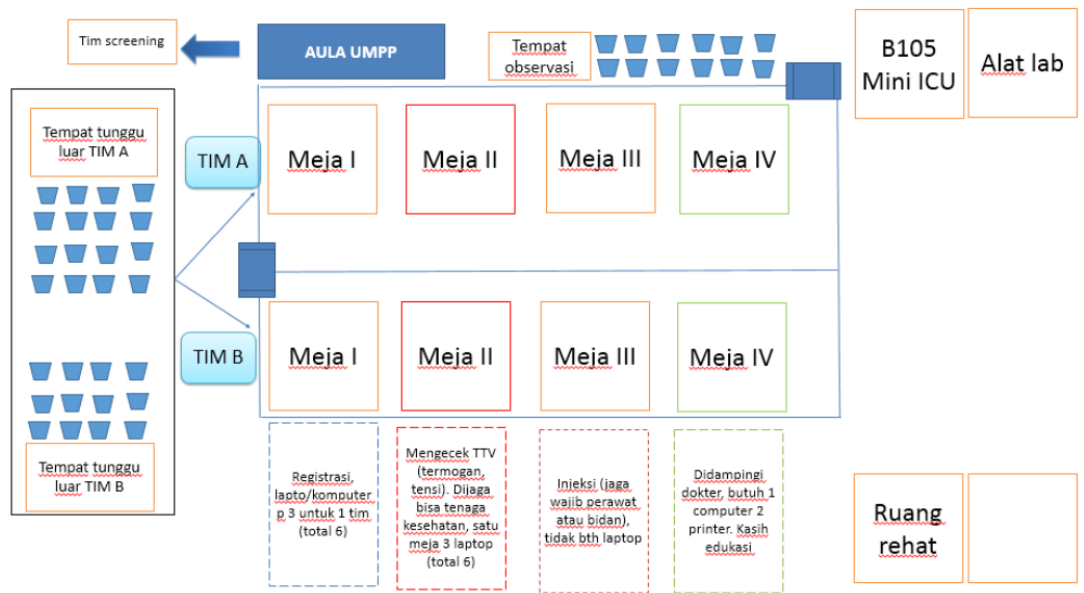 Tim screening
AULA UMPP
Tempat
observasi
B105
Mini ICU
Alat lab
Tempat tunggu
luar TIM A
TIM A
Meja I
Meja II
Meja III
Meja IV
TIM B
Meja I
Meja II
Meja III
Meja IV
Tempat tunggu
luar TIM B
Registrasi,
lapto/komputer
p 3 untuk 1 tim
(total 6)
Mengecek TTV
(termogan,
tensi). Dijaga
bisa tenaga
kesehatan, satu
meja 3 laptop
(total 6)
Injeksi (jaga
wajib perawat
atau bidan),
tidak bth laptop
Didampingi
dokter, butuh 1
computer 2
printer. Kasih
edukasi
Ruang
rehat